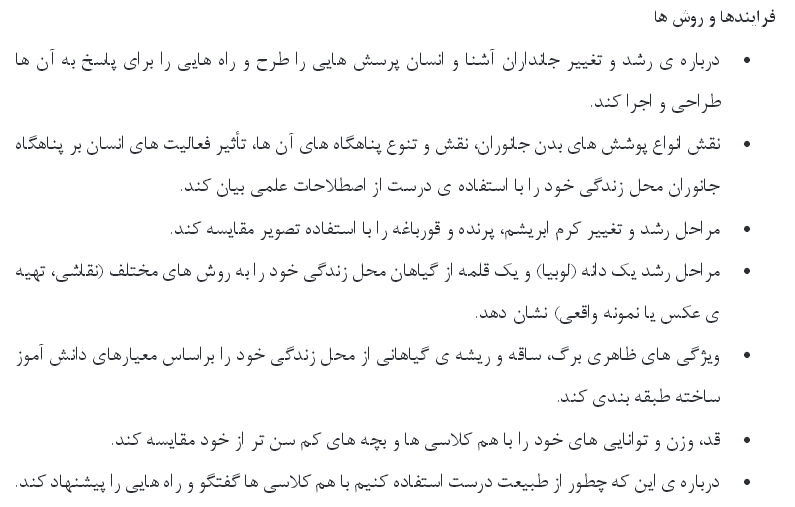 فرایندها و روش ها
• درباره ی رشد و تغییر جانداران آشنا و انسان پرسش هایی را طرح و راه هایی را برای پاسخ به آن ها
طراحی و اجرا کند.
• نقش انواع پوشش های بدن جانوران، نقش و تنوع پناهگاه های آن ها، تأثیر فعالیت های انسان بر پناهگاه
جانوران محل زندگی خود را با استفاده ی درست از اصطلاحات علمی بیان کند.
• مراحل رشد و تغییر کرم ابریشم، پرنده و قورباغه را با استفاده تصویر مقایسه کند.
• مراحل رشد یک دانه (لوبیا) و یک قلمه از گیاهان محل زندگی خود را به روش های مختلف (نقاشی، تهیه
ی عکس یا نمونه واقعی) نشان دهد.
• ویژگی های ظاهری برگ، ساقه و ریشه ی گیاهانی از محل زندگی خود را براساس معیارهای دانش آموز
ساخته طبقه بندی کند.
• قد، وزن و توانایی های خود را با هم کلاسی ها و بچه های کم سن تر از خود مقایسه کند.
• درباره ی این که چطور از طبیعت درست استفاده کنیم با هم کلاسی ها گفتگو و راه هایی را پیشنهاد کند.